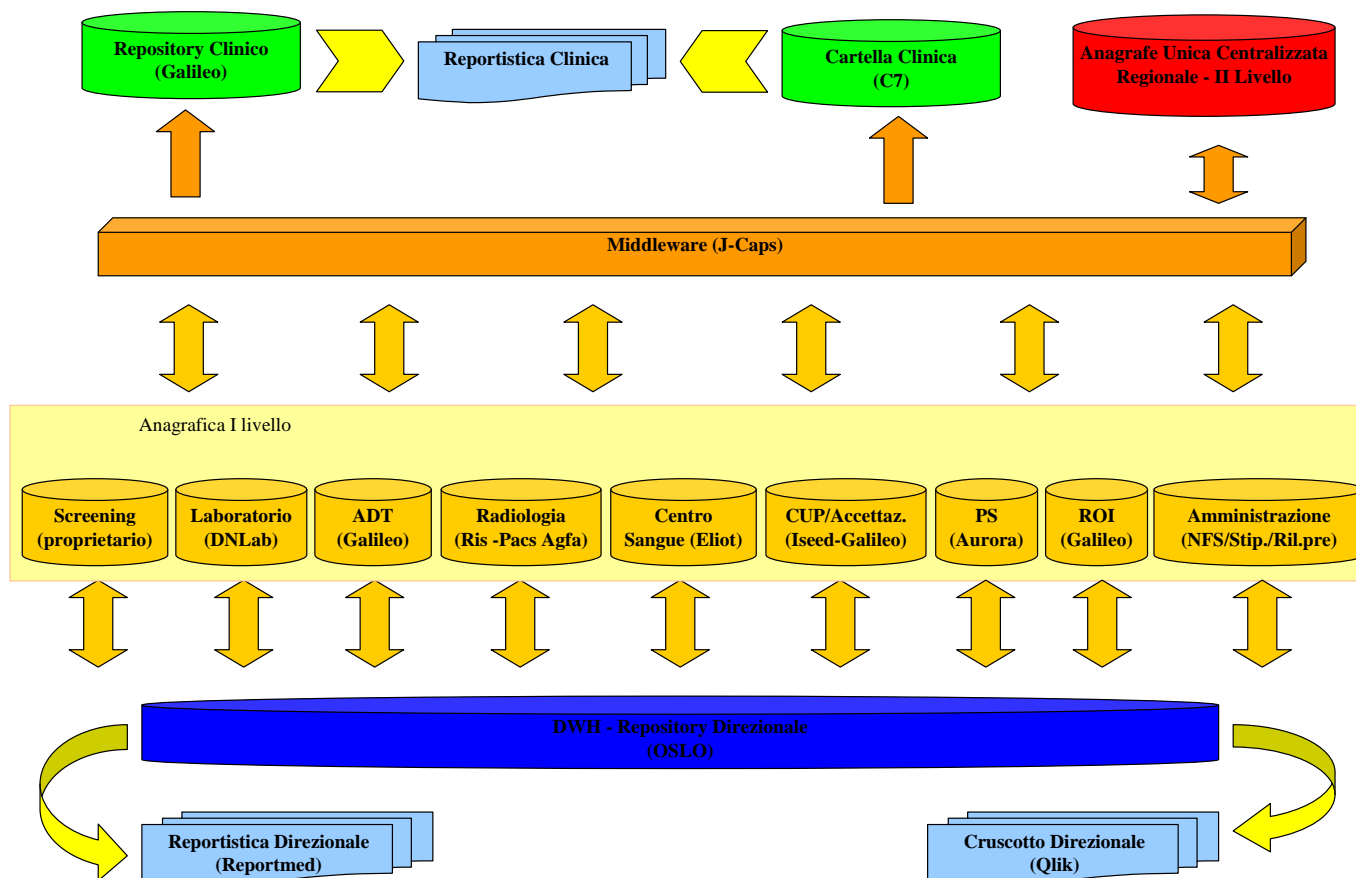 Repository Clinico
(Galileo)
Reportistica Clinica
Cartella Clinica
(C7)
Anagrafe Unica Centralizzata
Regionale - II Livello
Middleware (J-Caps)
Anagrafica I livello
Screening
(proprietario)
Laboratorio
(DNLab)
ADT
(Galileo)
Radiologia
(Ris -Pacs Agfa)
Centro
Sangue (Eliot)
CUP/Accettaz.
(Iseed-Galileo)
PS
(Aurora)
ROI
(Galileo)
Amministrazione
(NFS/Stip./Ril.pre)
DWH - Repository Direzionale
(OSLO)
Reportistica Direzionale
(Reportmed)
Cruscotto Direzionale
(Qlik)